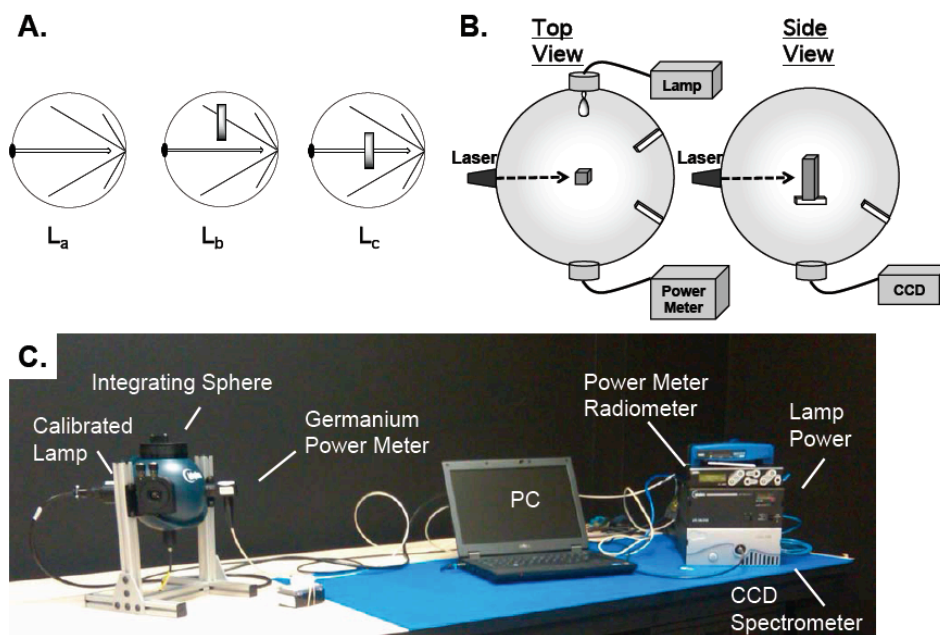 A.
La
Lb
Lc
B.
Top
View
Side
View
Lamp
Laser
Laser
Power
Meter
CCD
C.
Integrating Sphere
Calibrated
Lamp
Germanium
Power Meter
PC
Power Meter
Radiometer
Lamp
Power
CCD
Spectrometer